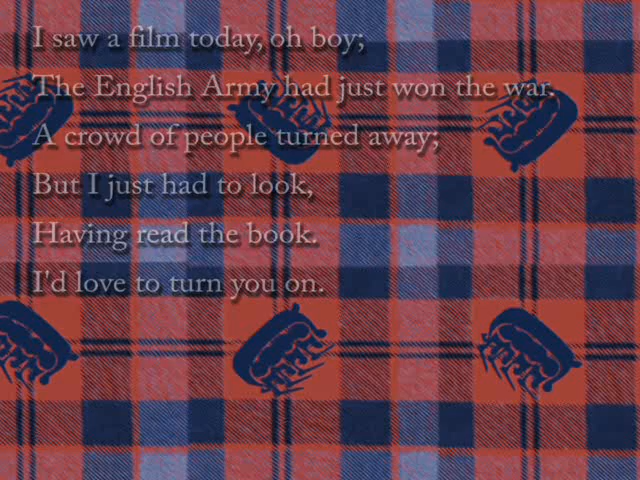 I saw a film today, oh boy;
The English Army had just won the war.
A crowd of people turned away;
But I just had to look,
Having read the book.
I'd love to turn you on.